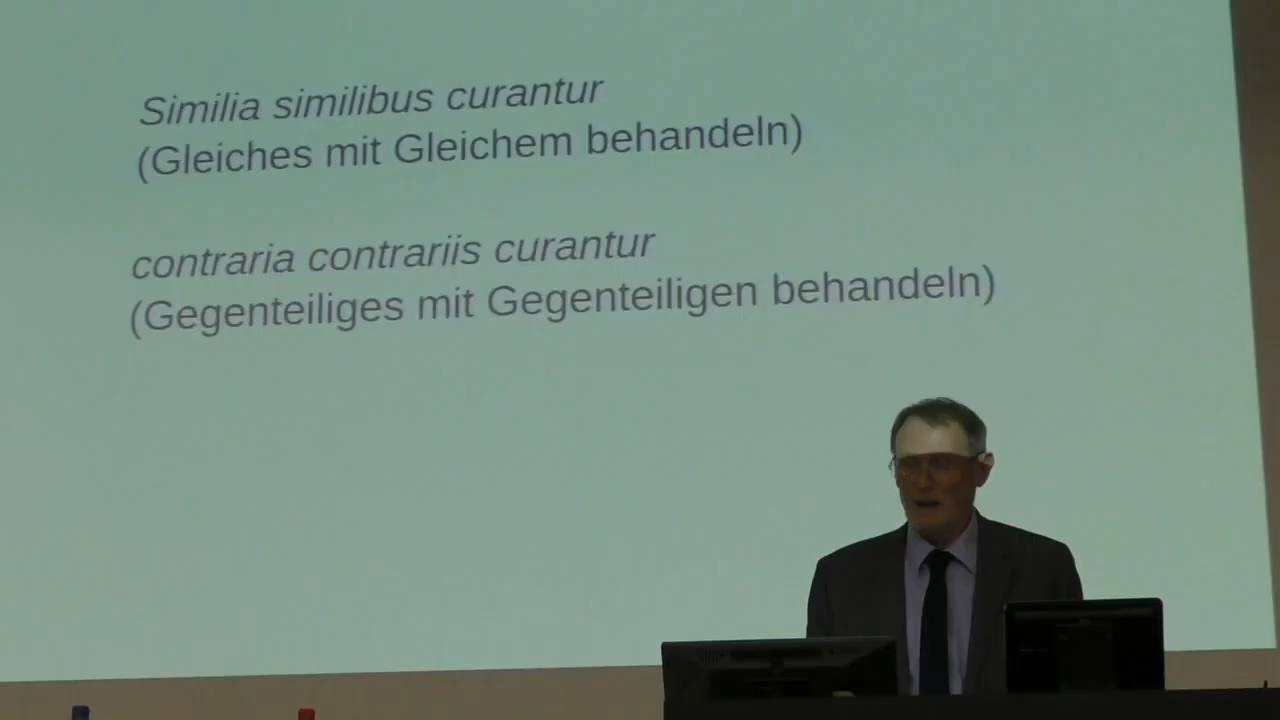 Similia similibus curantur
(Gleiches mit Gleichem behandeln)
contraria contrariis curantur
(Gegenteiliges mit Gegenteiligen behandeln)